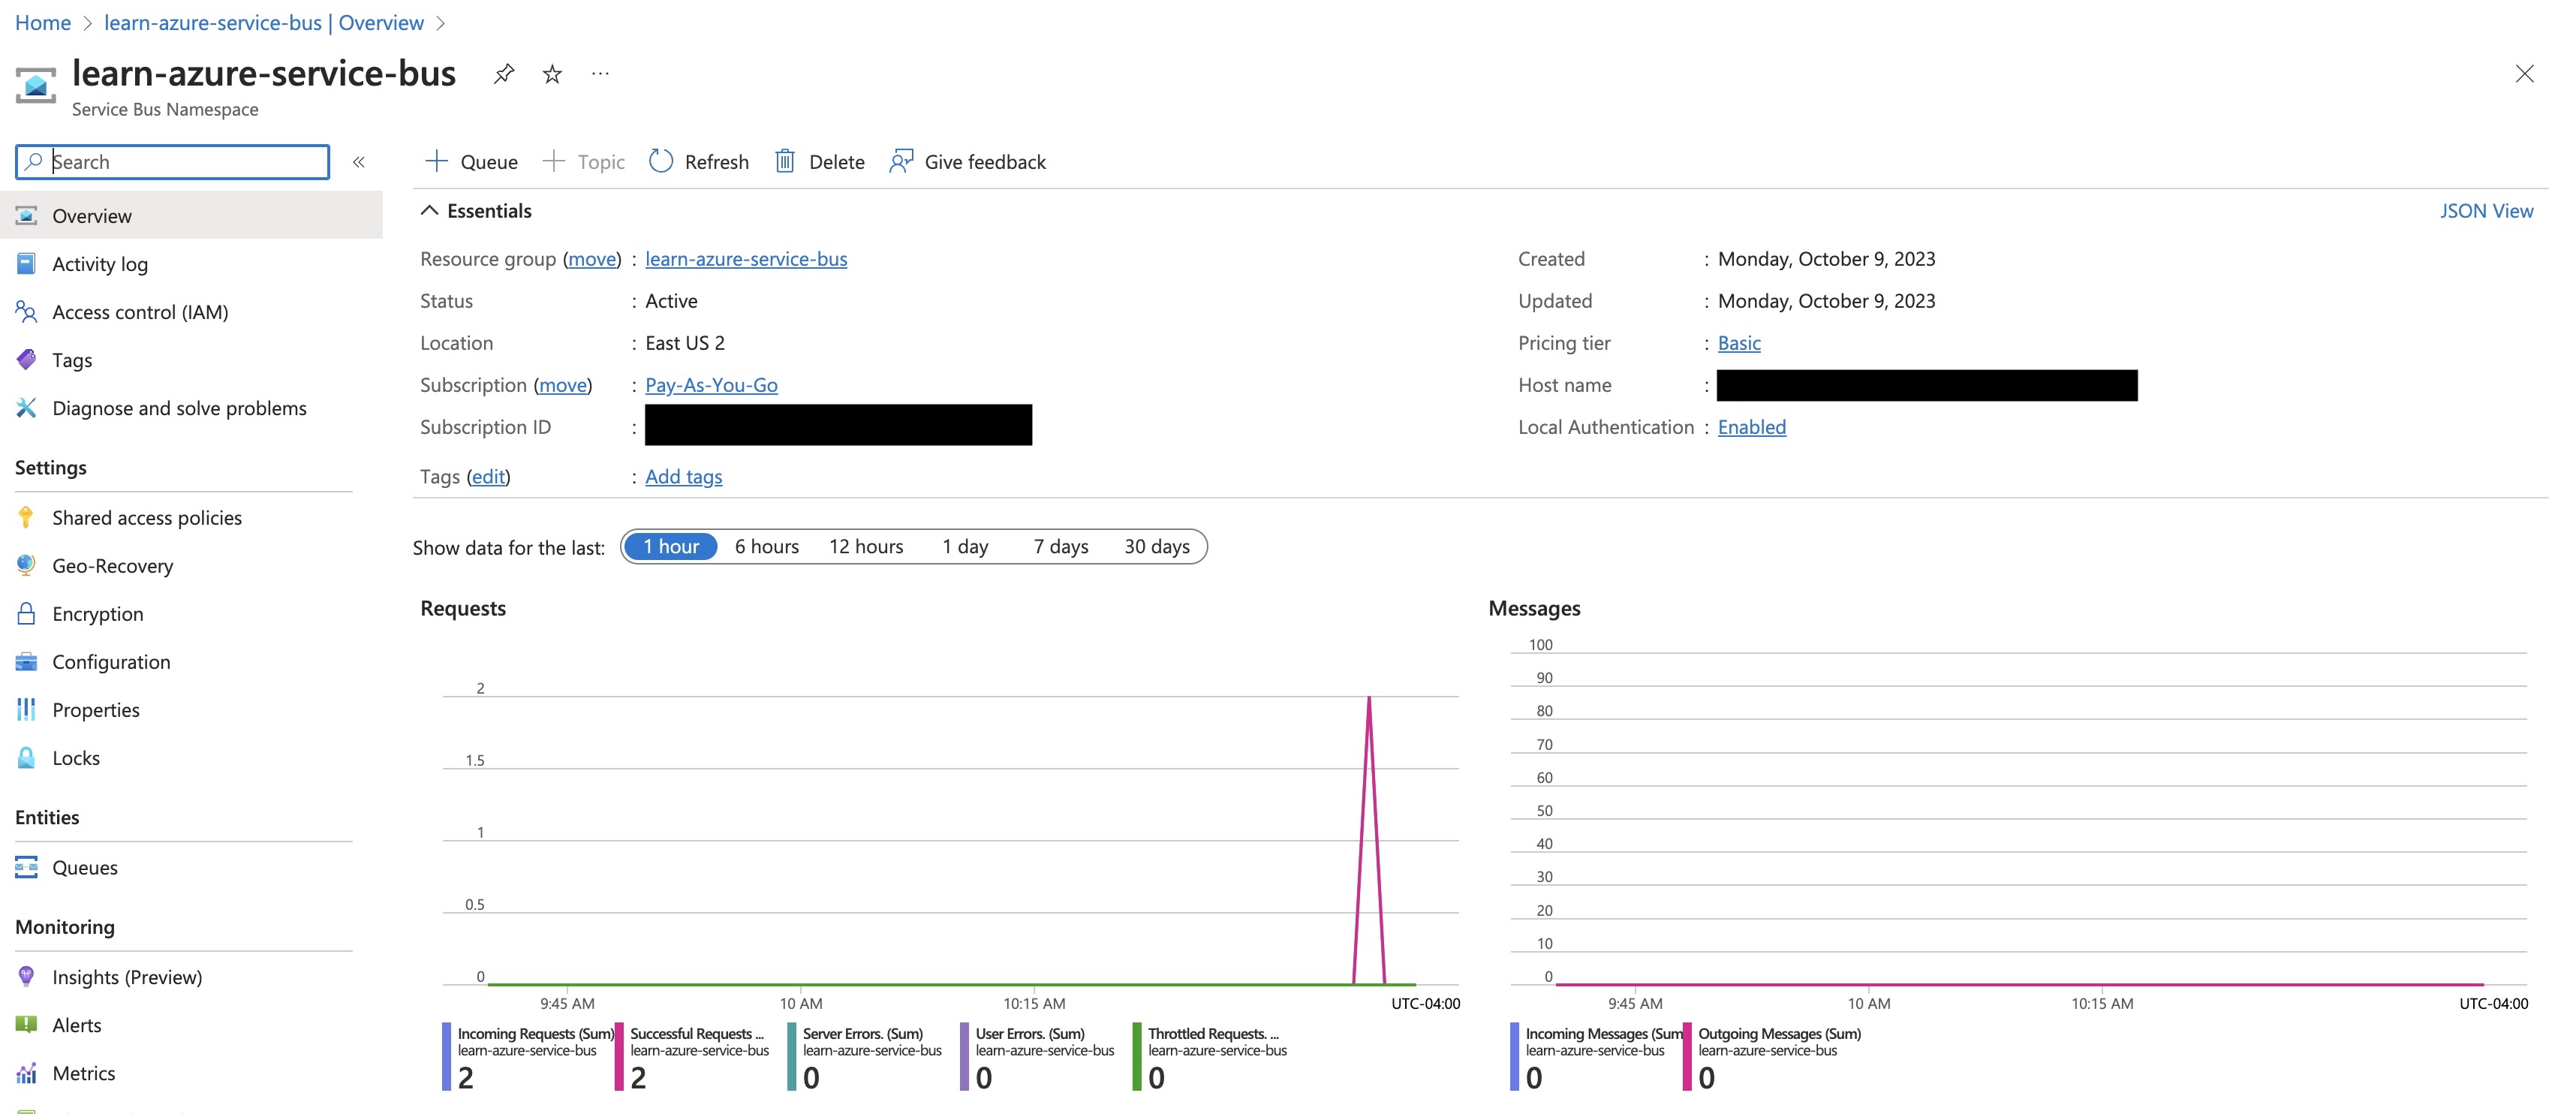 Home > learn-azure-service-bus | Overview >
learn-azure-service-bus
Service Bus Namespace
Search
Overview
Activity log
Access control (IAM)
Tags
Diagnose and solve problems
Settings
Shared access policies
Geo-Recovery
Encryption
Configuration
Properties
Locks
Entities
Queues
Monitoring
Insights (Preview)
Alerts
Metrics
Queue Topic Refresh Delete Give feedback
Essentials
JSON View
Resource group (move) : learn-azure-service-bus
Status : Active
Location : East US 2
Subscription (move) : Pay-As-You-Go
Subscription ID :
Tags (edit) : Add tags
Created : Monday, October 9, 2023
Updated : Monday, October 9, 2023
Pricing tier : Basic
Host name :
Local Authentication : Enabled
Show data for the last: 1 hour 6 hours 12 hours 1 day 7 days 30 days
Requests
2
1.5
1
0.5
0
9:45 AM 10 AM 10:15 AM UTC-04:00
Incoming Requests (Sum)
learn-azure-service-bus
2
Successful Requests ...
learn-azure-service-bus
2
Server Errors. (Sum)
learn-azure-service-bus
0
User Errors. (Sum)
learn-azure-service-bus
0
Throttled Requests. ...
learn-azure-service-bus
0
Messages
100
90
80
70
60
50
40
30
20
10
0
9:45 AM 10 AM 10:15 AM UTC-04:00
Incoming Messages (Sum
learn-azure-service-bus
0
Outgoing Messages (Sum)
learn-azure-service-bus
0